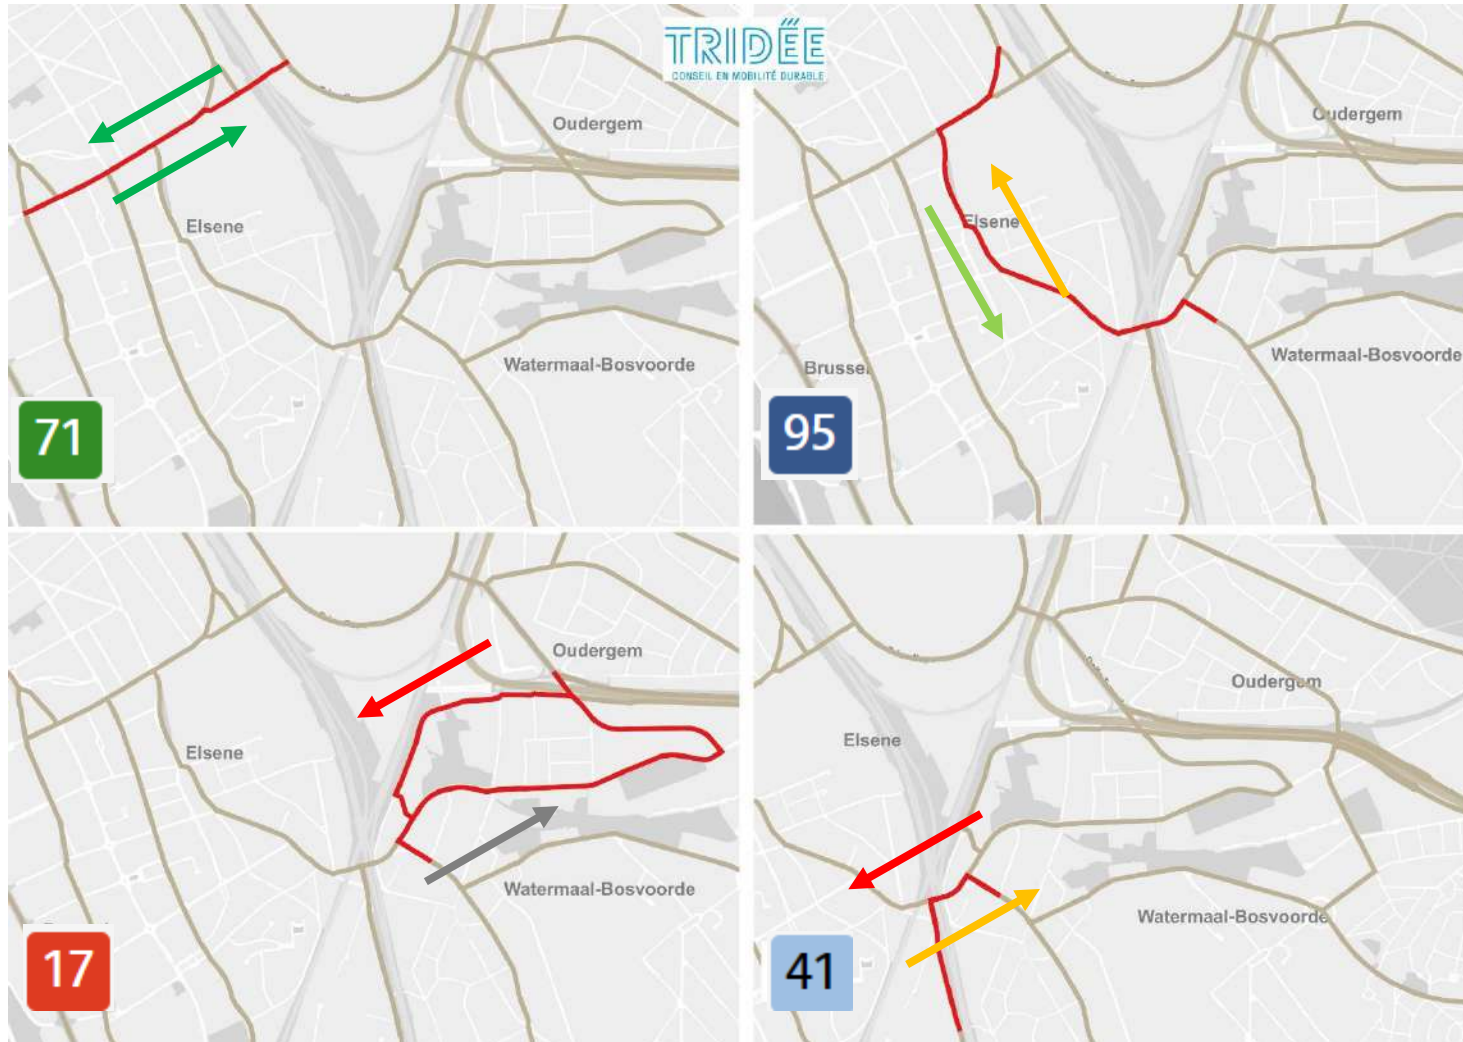 TRIDËE
CONSEIL EN MOBILITÉ DURABLE
Oudergem
Elsene
Watermaal-Bosvoorde
71
Oudergem
Elsene
Brussel
Watermaal-Bosvoorde
95
Oudergem
Elsene
Watermaal-Bosvoorde
17
Oudergem
Elsene
Watermaal-Bosvoorde
41